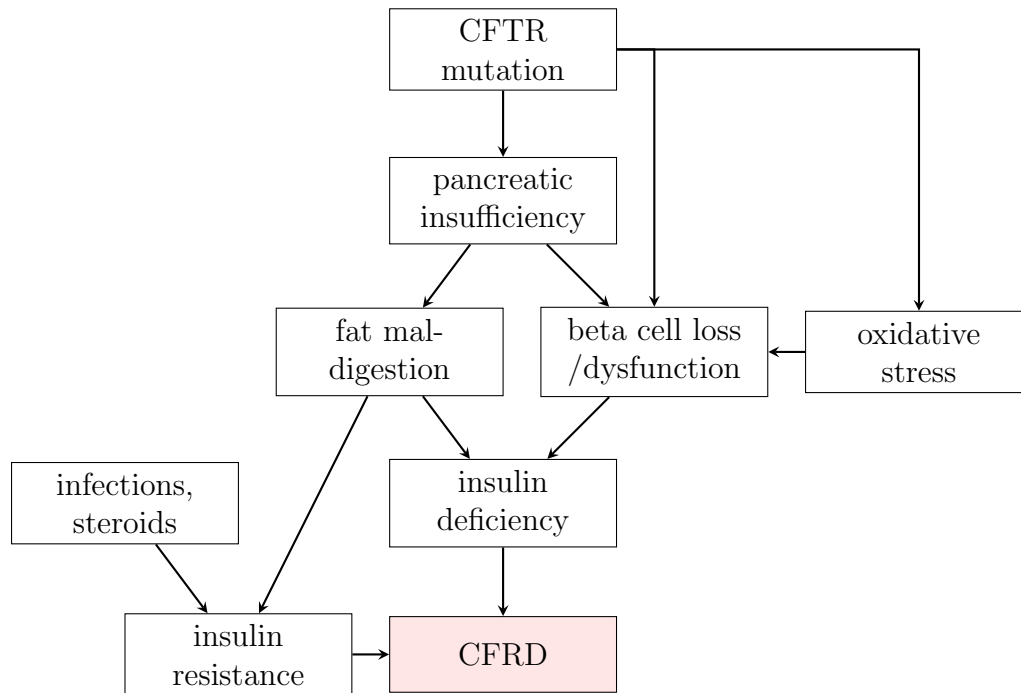 CFTR
mutation
pancreatic
insufficiency
fat mal-
digestion
beta cell loss
/dysfunction
oxidative
stress
infections,
steroids
insulin
deficiency
insulin
resistance
CFRD